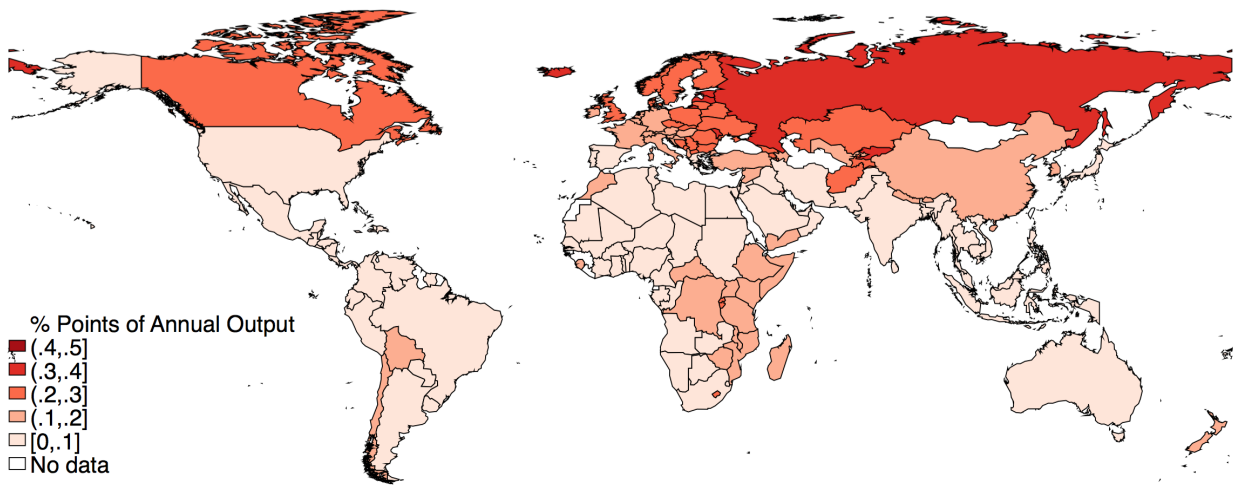 % Points of Annual Output
(.4,.5]
(.3,.4]
(.2,.3]
(.1,.2]
[0,.1]
No data